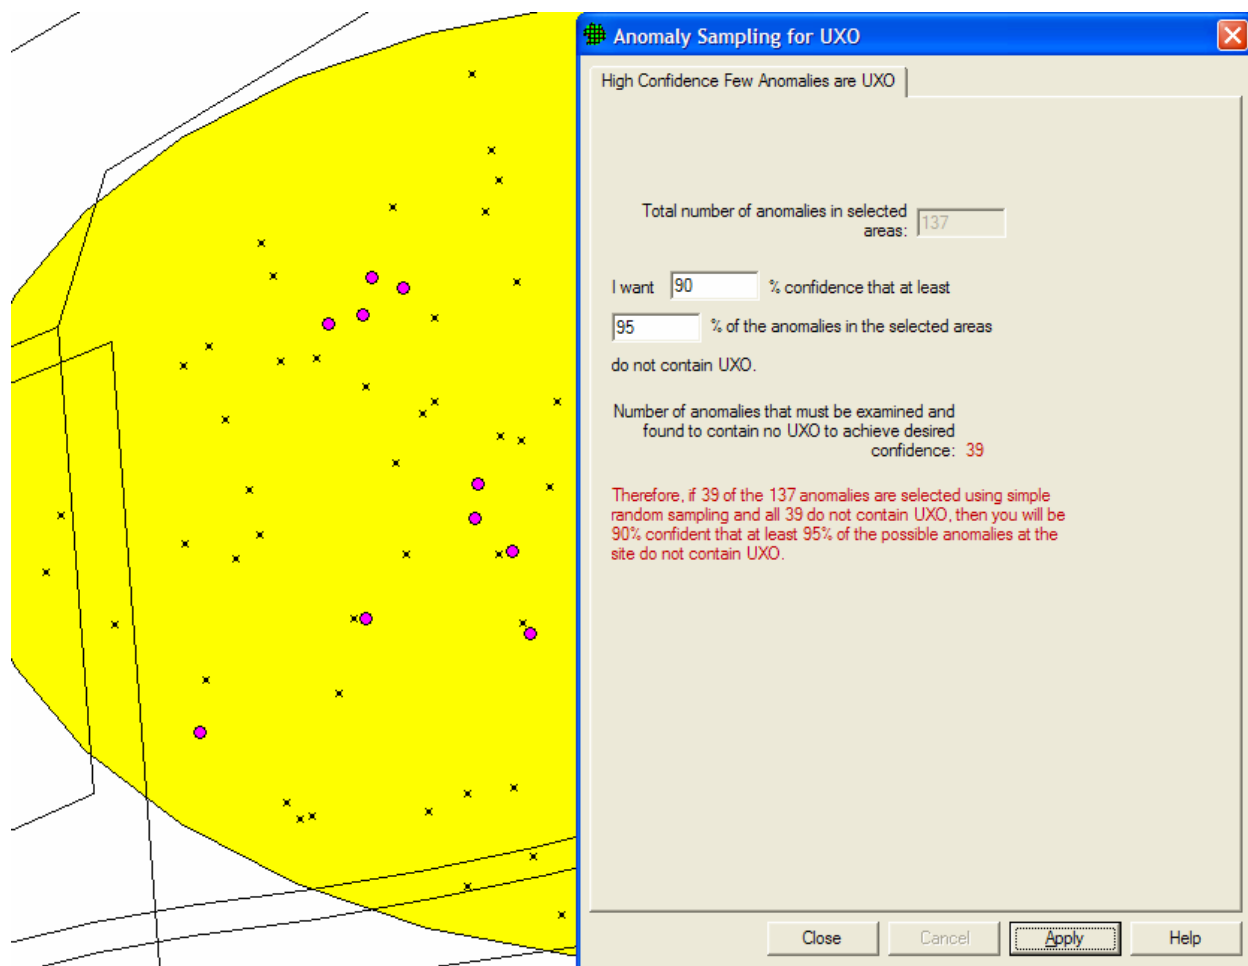 Anomaly Sampling for UXO
High Confidence Few Anomalies are UXO
Total number of anomalies in selected
areas: 137
I want 90 % confidence that at least
95 % of the anomalies in the selected areas
do not contain UXO.
Number of anomalies that must be examined and
found to contain no UXO to achieve desired
confidence: 39
Therefore, if 39 of the 137 anomalies are selected using simple
random sampling and all 39 do not contain UXO, then you will be
90% confident that at least 95% of the possible anomalies at the
site do not contain UXO.
Close Cancel Apply Help